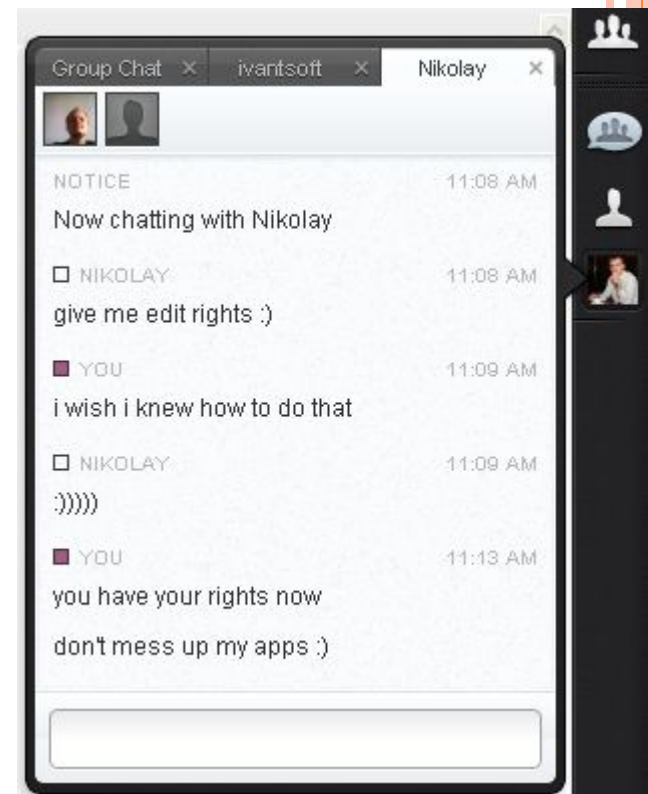 Group Chat × ivantsoft × Nikolay ×
NOTICE 11:08 AM
Now chatting with Nikolay
NIKOLAY 11:08 AM
give me edit rights :)
YOU 11:09 AM
i wish i knew how to do that
NIKOLAY 11:09 AM
:)))))
YOU 11:13 AM
you have your rights now
don't mess up my apps :)